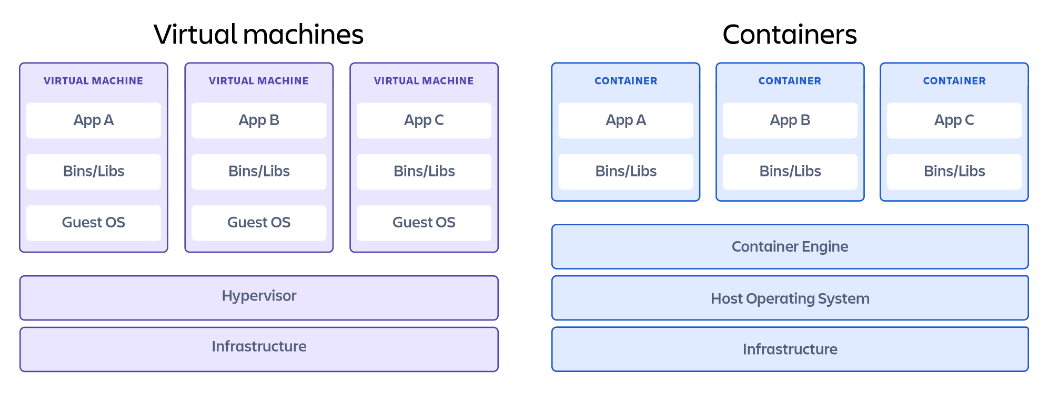 Virtual machines
VIRTUAL MACHINE
App A
Bins/Libs
Guest OS
VIRTUAL MACHINE
App B
Bins/Libs
Guest OS
VIRTUAL MACHINE
App C
Bins/Libs
Guest OS
Hypervisor
Infrastructure
Containers
CONTAINER
App A
Bins/Libs
CONTAINER
App B
Bins/Libs
CONTAINER
App C
Bins/Libs
Container Engine
Host Operating System
Infrastructure